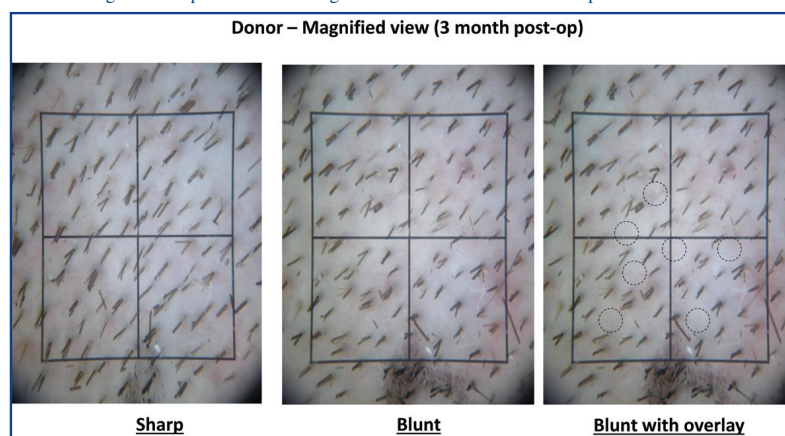 Donor – Magnified view (3 month post-op)
Sharp
Blunt
Blunt with overlay